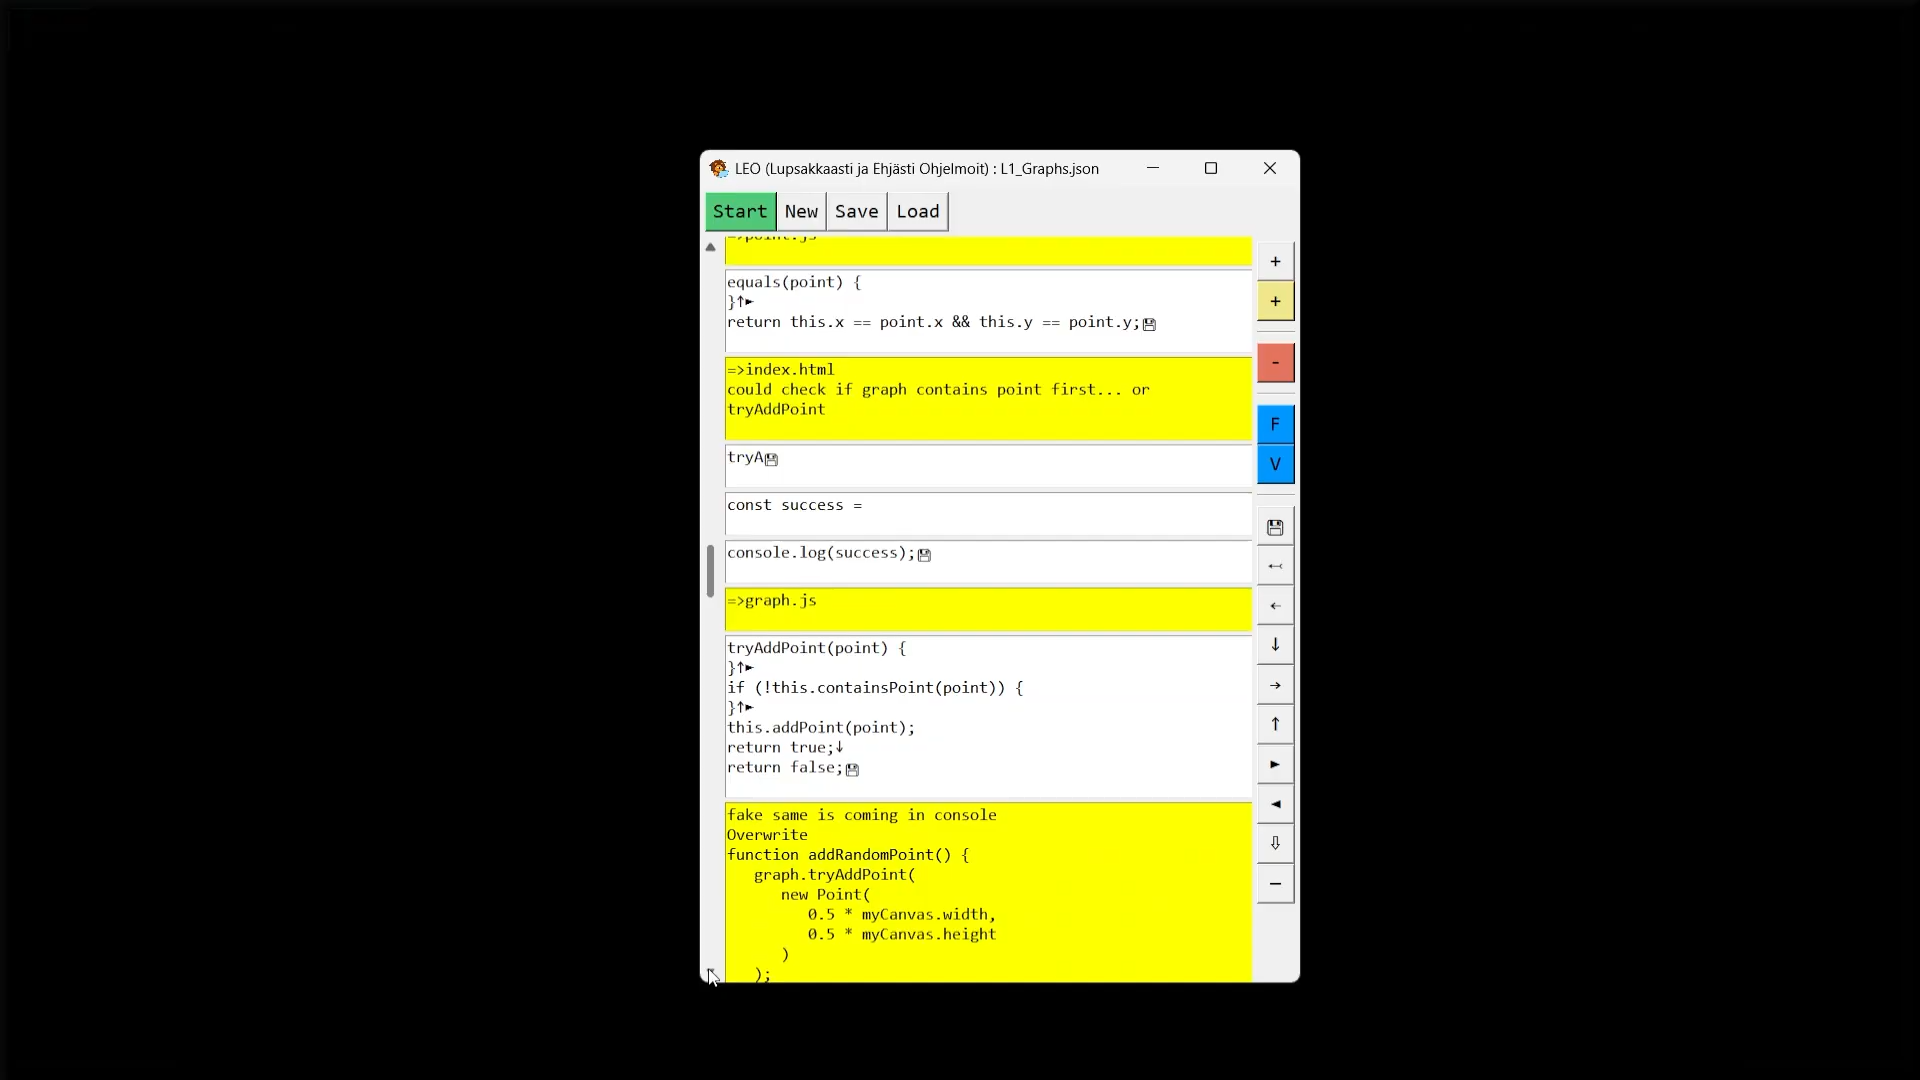 LEO (Lupsakkaasti ja Ehjästi Ohjelmoit) : L1_Graphs.json
Start New Save Load
=>point.js
equals(point) {
}↑►
return this.x == point.x && this.y == point.y;💾
=>index.html
could check if graph contains point first... or
tryAddPoint
tryA💾
const success =
console.log(success);💾
=>graph.js
tryAddPoint(point) {
}↑►
if (!this.containsPoint(point)) {
}↑►
this.addPoint(point);
return true;↓
return false;💾
fake same is coming in console
Overwrite
function addRandomPoint() {
graph.tryAddPoint(
new Point(
0.5 * myCanvas.width,
0.5 * myCanvas.height
)
);
+
+
-
F
V
💾
⤙
←
↓
→
↑
►
◄
⇩
−